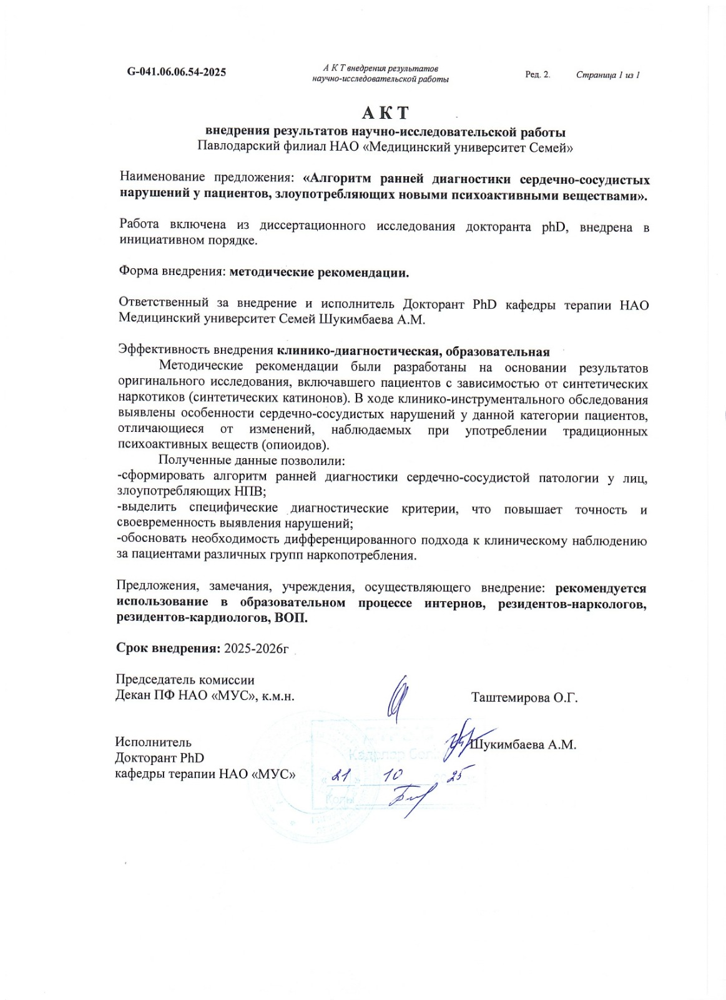 G-041.06.06.54-2025
А К Т внедрения результатов
научно-исследовательской работы
Ред. 2.
Страница 1 из 1
А К Т
внедрения результатов научно-исследовательской работы
Павлодарский филиал НАО «Медицинский университет Семей»
Наименование предложения: «Алгоритм ранней диагностики сердечно-сосудистых
нарушений у пациентов, злоупотребляющих новыми психоактивными веществами».
Работа включена из диссертационного исследования докторанта phD, внедрена в
инициативном порядке.
Форма внедрения: методические рекомендации.
Ответственный за внедрение и исполнитель Докторант PhD кафедры терапии НАО
Медицинский университет Семей Шукимбаева А.М.
Эффективность внедрения клинико-диагностическая, образовательная
Методические рекомендации были разработаны на основании результатов
оригинального исследования, включавшего пациентов с зависимостью от синтетических
наркотиков (синтетических катинонов). В ходе клинико-инструментального обследования
выявлены особенности сердечно-сосудистых нарушений у данной категории пациентов,
отличающиеся от изменений, наблюдаемых при употреблении традиционных
психоактивных веществ (опиоидов).
Полученные данные позволили:
-сформировать алгоритм ранней диагностики сердечно-сосудистой патологии у лиц,
злоупотребляющих НПВ;
-выделить специфические диагностические критерии, что повышает точность и
своевременность выявления нарушений;
-обосновать необходимость дифференцированного подхода к клиническому наблюдению
за пациентами различных групп наркопотребления.
Предложения, замечания, учреждения, осуществляющего внедрение: рекомендуется
использование в образовательном процессе интернов, резидентов-наркологов,
резидентов-кардиологов, ВОП.
Срок внедрения: 2025-2026г
Председатель комиссии
Декан ПФ НАО «МУС», к.м.н.
Таштемирова О.Г.
Исполнитель
Шукимбаева А.М.
Докторант PhD
Кадрлар бөлімі
кафедры терапии НАО «МУС»
«21» 10 2025
Қолы